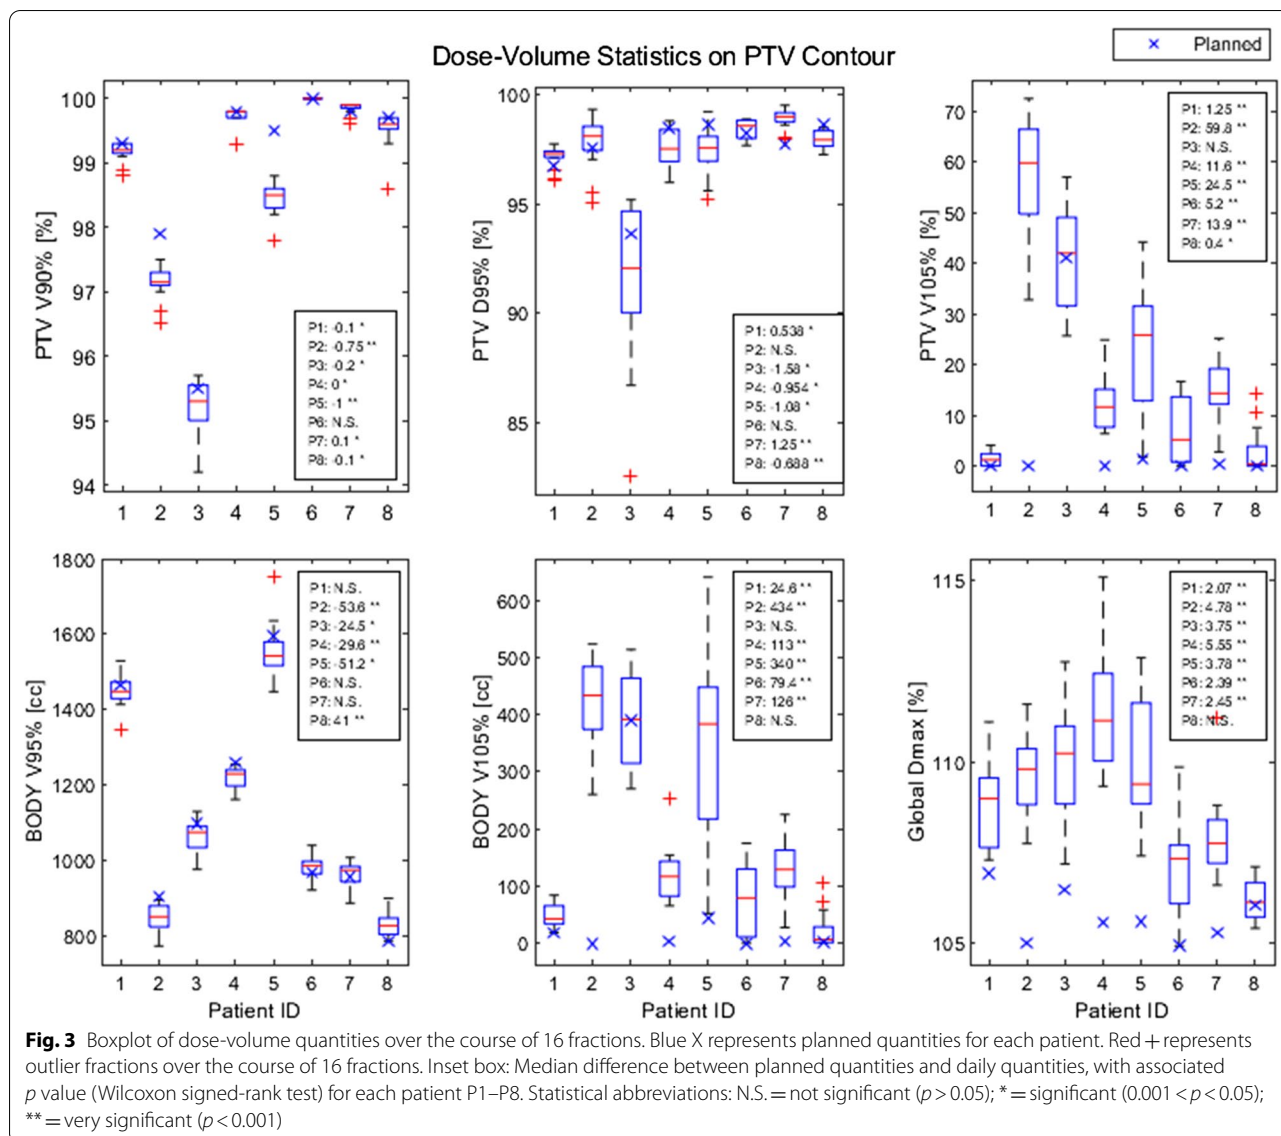 Planned
Dose-Volume Statistics on PTV Contour
PTV V90% [%]
100
99
98
97
96
95
94
1 2 3 4 5 6 7 8
P1: -0.1 *
P2: -0.75 **
P3: -0.2 *
P4: 0 *
P5: -1 **
P6: N.S.
P7: 0.1 *
P8: -0.1 *
PTV D95% [%]
100
95
90
85
1 2 3 4 5 6 7 8
P1: 0.538 *
P2: N.S.
P3: -1.58 *
P4: -0.954 *
P5: -1.08 *
P6: N.S.
P7: 1.25 **
P8: -0.688 **
PTV V105% [%]
70
60
50
40
30
20
10
0
1 2 3 4 5 6 7 8
P1: 1.25 **
P2: 59.8 **
P3: N.S.
P4: 11.6 **
P5: 24.5 **
P6: 5.2 **
P7: 13.9 **
P8: 0.4 *
BODY V95% [cc]
1800
1600
1400
1200
1000
800
1 2 3 4 5 6 7 8
Patient ID
P1: N.S.
P2: -53.6 **
P3: -24.5 *
P4: -29.6 **
P5: -51.2 *
P6: N.S.
P7: N.S.
P8: 41 **
BODY V105% [cc]
600
500
400
300
200
100
0
1 2 3 4 5 6 7 8
Patient ID
P1: 24.6 **
P2: 434 **
P3: N.S.
P4: 113 **
P5: 340 **
P6: 79.4 **
P7: 126 **
P8: N.S.
Global Dmax [%]
115
110
105
1 2 3 4 5 6 7 8
Patient ID
P1: 2.07 **
P2: 4.78 **
P3: 3.75 **
P4: 5.55 **
P5: 3.78 **
P6: 2.39 **
P7: 2.45 **
P8: N.S.
Fig. 3 Boxplot of dose-volume quantities over the course of 16 fractions. Blue X represents planned quantities for each patient. Red + represents
outlier fractions over the course of 16 fractions. Inset box: Median difference between planned quantities and daily quantities, with associated
p value (Wilcoxon signed-rank test) for each patient P1–P8. Statistical abbreviations: N.S. = not significant (p > 0.05); * = significant (0.001 < p < 0.05);
** = very significant (p < 0.001)